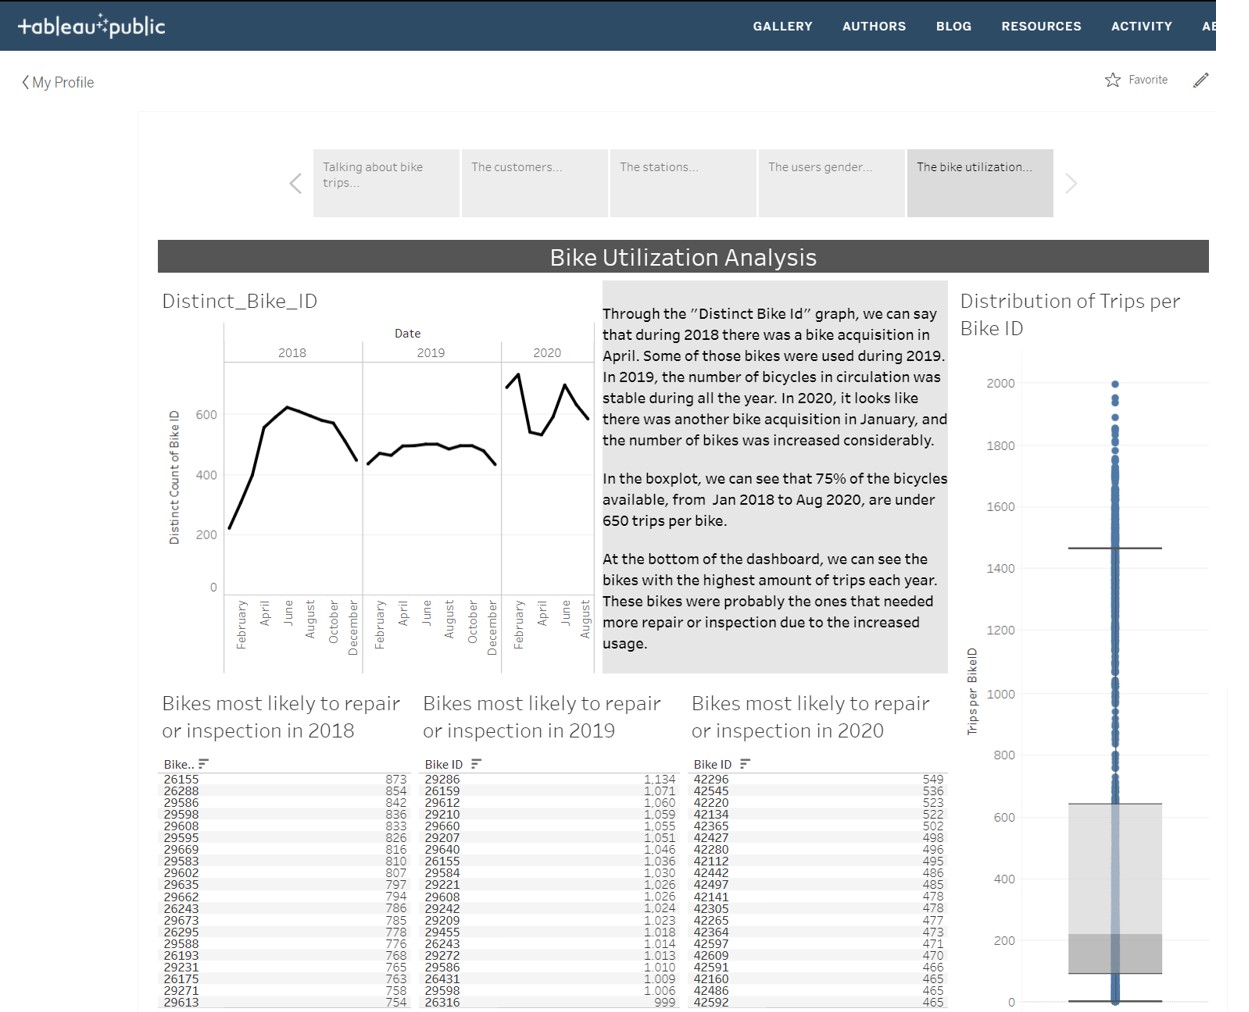 tableau public
GALLERY AUTHORS BLOG RESOURCES ACTIVITY
My Profile
Favorite
Talking about bike
trips...
The customers...
The stations...
The users gender...
The bike utilization...
Bike Utilization Analysis
Distinct_Bike_ID
Date
2018 2019 2020
Distinct Count of Bike ID
600
400
200
0
February April June August October December February April June August October December February April June August
Through the "Distinct Bike Id" graph, we can say
that during 2018 there was a bike acquisition in
April. Some of those bikes were used during 2019.
In 2019, the number of bicycles in circulation was
stable during all the year. In 2020, it looks like
there was another bike acquisition in January, and
the number of bikes was increased considerably.
In the boxplot, we can see that 75% of the bicycles
available, from Jan 2018 to Aug 2020, are under
650 trips per bike.
At the bottom of the dashboard, we can see the
bikes with the highest amount of trips each year.
These bikes were probably the ones that needed
more repair or inspection due to the increased
usage.
Distribution of Trips per
Bike ID
Trips per BikeID
2000
1800
1600
1400
1200
1000
800
600
400
200
0
Bikes most likely to repair
or inspection in 2018
Bike..
26155 873
26288 854
29586 842
29598 836
29608 833
29595 826
29669 816
29583 810
29602 807
29635 797
29662 794
26243 786
29673 785
26295 778
29588 776
26193 768
29231 765
26175 763
29271 758
29613 754
Bikes most likely to repair
or inspection in 2019
Bike ID
29286 1.134
26159 1.071
29612 1.060
29210 1.059
29660 1.055
29207 1.051
29640 1.046
26155 1.036
29584 1.030
29221 1.026
29608 1.026
29242 1.024
29209 1.023
29455 1.018
26243 1.014
29272 1.013
29586 1.010
26431 1.009
29598 1.006
26316 999
Bikes most likely to repair
or inspection in 2020
Bike ID
42296 549
42545 536
42220 523
42134 522
42365 502
42427 498
42280 496
42112 495
42442 486
42497 485
42141 478
42305 478
42265 477
42364 473
42597 471
42609 470
42591 466
42160 465
42486 465
42592 465